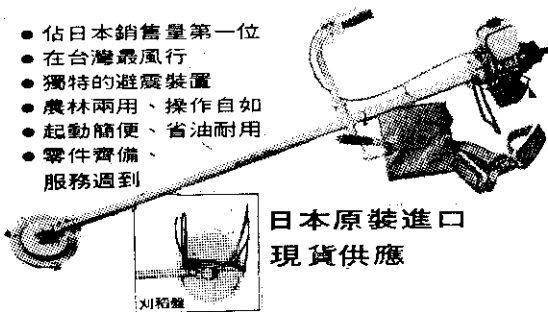 ● 佔日本銷售量第一位
● 在台灣最風行
● 獨特的避震裝置
● 農林兩用、操作自如
● 起動簡便、省油耐用
● 零件齊備、
服務週到
日本原裝進口
現貨供應
刈稻盤